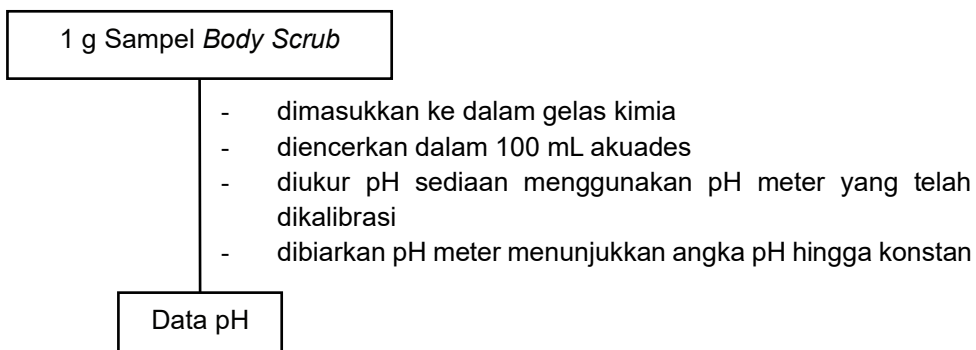 1 g Sampel Body Scrub
- dimasukkan ke dalam gelas kimia
- diencerkan dalam 100 mL akuades
- diukur pH sediaan menggunakan pH meter yang telah
dikalibrasi
- dibiarkan pH meter menunjukkan angka pH hingga konstan
Data pH